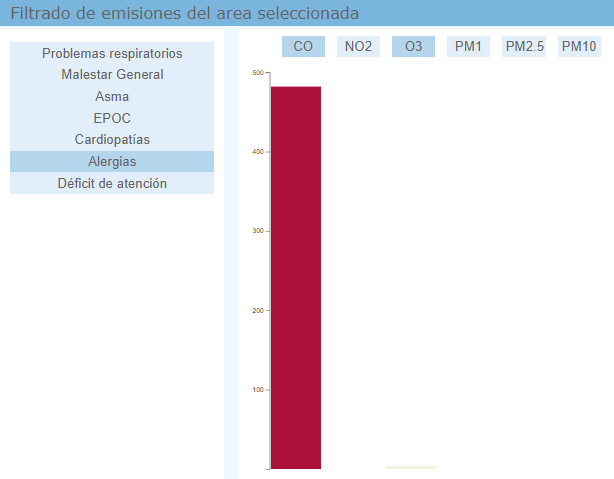 Filtrado de emisiones del area seleccionada
Problemas respiratorios
Malestar General
Asma
EPOC
Cardiopatías
Alergias
Déficit de atención
CO NO2 O3 PM1 PM2.5 PM10
500
400
300
200
100